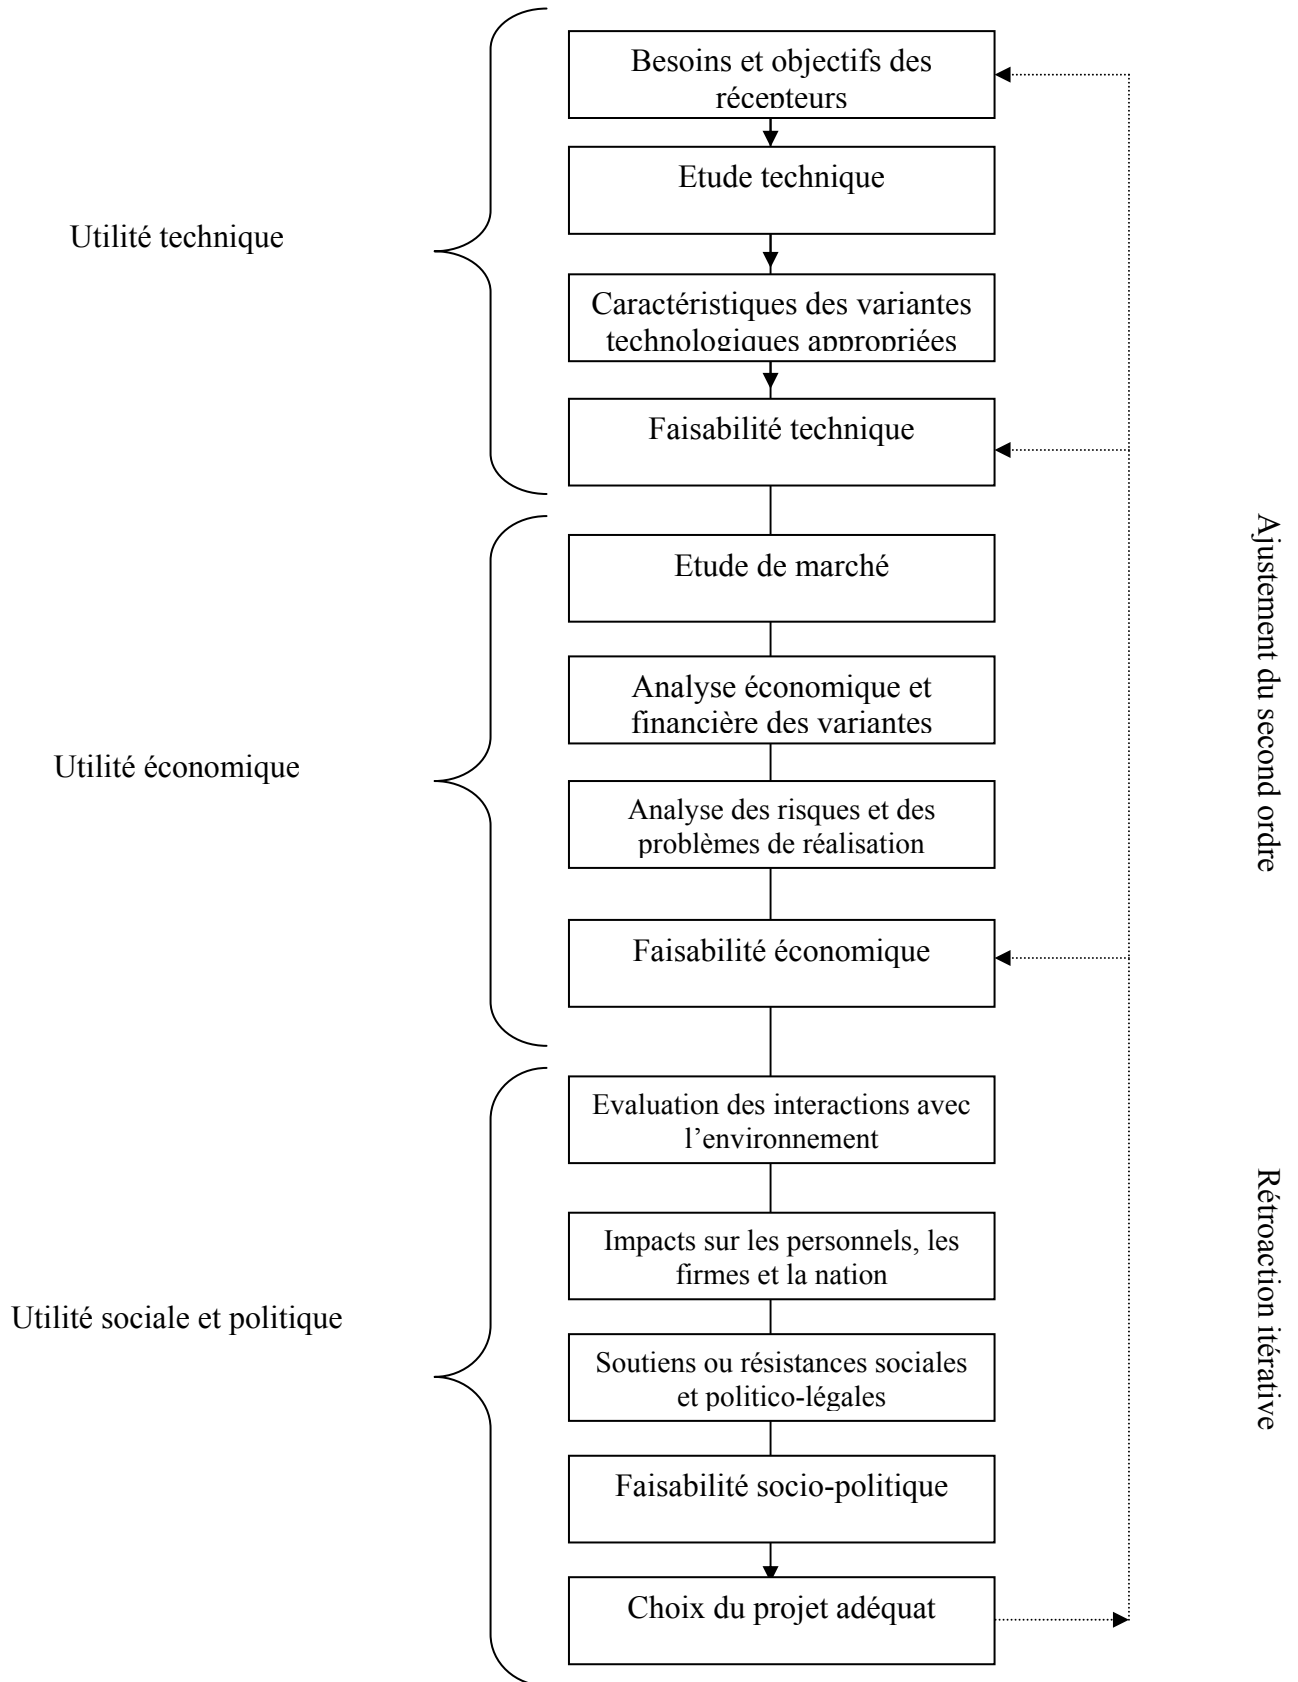 Besoins et objectifs des
récepteurs
Etude technique
Utilité technique
Caractéristiques des variantes
technologiques appropriées
Faisabilité technique
Etude de marché
Analyse économique et
financière des variantes
Utilité économique
Analyse des risques et des
problèmes de réalisation
Faisabilité économique
Ajustement du second ordre
Evaluation des interactions avec
l’environnement
Impacts sur les personnels, les
firmes et la nation
Utilité sociale et politique
Soutiens ou résistances sociales
et politico-légales
Faisabilité socio-politique
Choix du projet adéquat
Rétroaction itérative